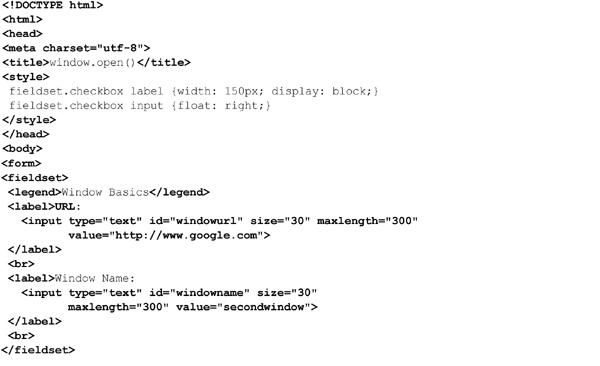 <!DOCTYPE html>
<html>
<head>
<meta charset="utf-8">
<title>window.open()</title>
<style>
 fieldset.checkbox label {width: 150px; display: block;}
 fieldset.checkbox input {float: right;}
</style>
</head>
<body>
<form>
<fieldset>
 <legend>Window Basics</legend>
 <label>URL:
   <input type="text" id="windowurl" size="30" maxlength="300"
          value="http://www.google.com">
 </label>
 <br>
 <label>Window Name:
   <input type="text" id="windowname" size="30"
          maxlength="300" value="secondwindow">
 </label>
 <br>
</fieldset>